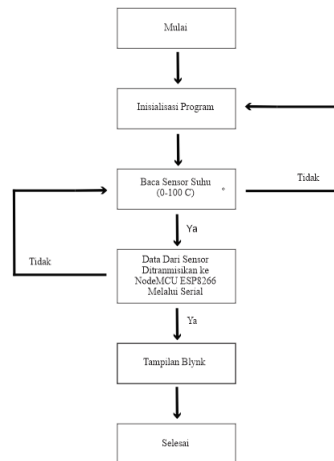 Mulai
Inisialisasi Program
Baca Sensor Suhu
(0-100 C) °
Tidak
Ya
Tidak
Data Dari Sensor
Ditranmisikan ke
NodeMCU ESP8266
Melalui Serial
Ya
Tampilan Blynk
Selesai